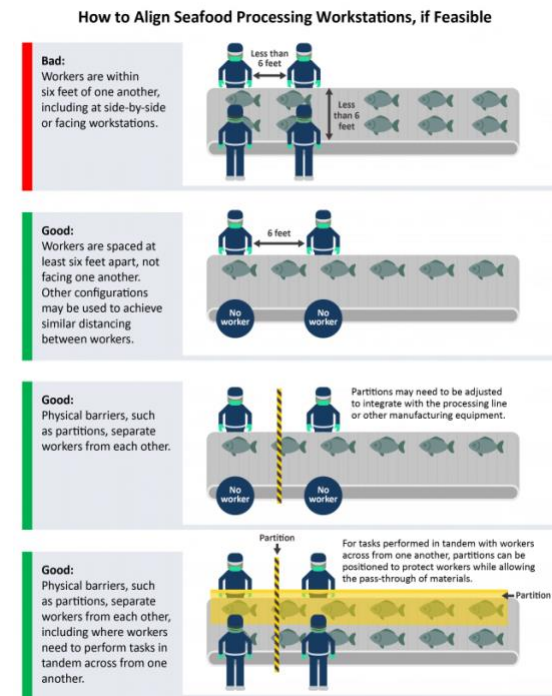 How to Align Seafood Processing Workstations, if Feasible
Bad:
Workers are within
six feet of one another,
including at side-by-side
or facing workstations.
Less than
6 feet
Less
than 6
feet
Good:
Workers are spaced at
least six feet apart, not
facing one another.
Other configurations
may be used to achieve
similar distancing
between workers.
6 feet
No
worker
No
worker
Good:
Physical barriers, such
as partitions, separate
workers from each other.
Partitions may need to be adjusted
to integrate with the processing line
or other manufacturing equipment.
No
worker
No
worker
Good:
Physical barriers, such
as partitions, separate
workers from each other,
including where workers
need to perform tasks in
tandem across from one
another.
Partition
For tasks performed in tandem with workers
across from one another, partitions can be
positioned to protect workers while allowing
the pass-through of materials.
Partition